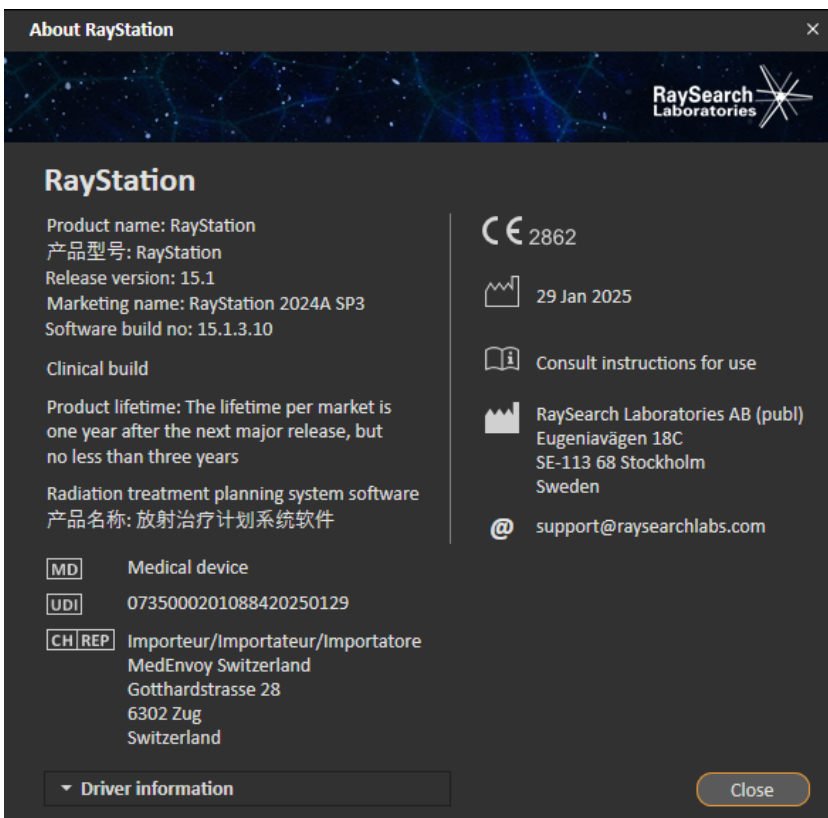 About RayStation
×
RaySearch
Laboratories
RayStation
Product name: RayStation
产品型号: RayStation
Release version: 15.1
Marketing name: RayStation 2024A SP3
Software build no: 15.1.3.10
Clinical build
Product lifetime: The lifetime per market is
one year after the next major release, but
no less than three years
Radiation treatment planning system software
产品名称: 放射治疗计划系统软件
MD Medical device
UDI 0735000201088420250129
CH REP Importeur/Importateur/Importatore
MedEnvoy Switzerland
Gotthardstrasse 28
6302 Zug
Switzerland
CE 2862
29 Jan 2025
i Consult instructions for use
RaySearch Laboratories AB (publ)
Eugeniavägen 18C
SE-113 68 Stockholm
Sweden
@ support@raysearchlabs.com
Driver information
Close